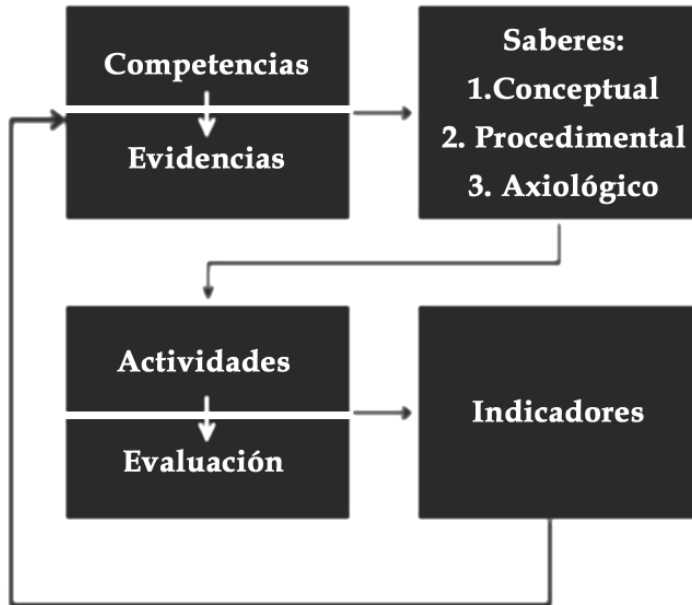 Competencias
Evidencias
Saberes:
1.Conceptual
2. Procedimental
3. Axiológico
Actividades
Evaluación
Indicadores